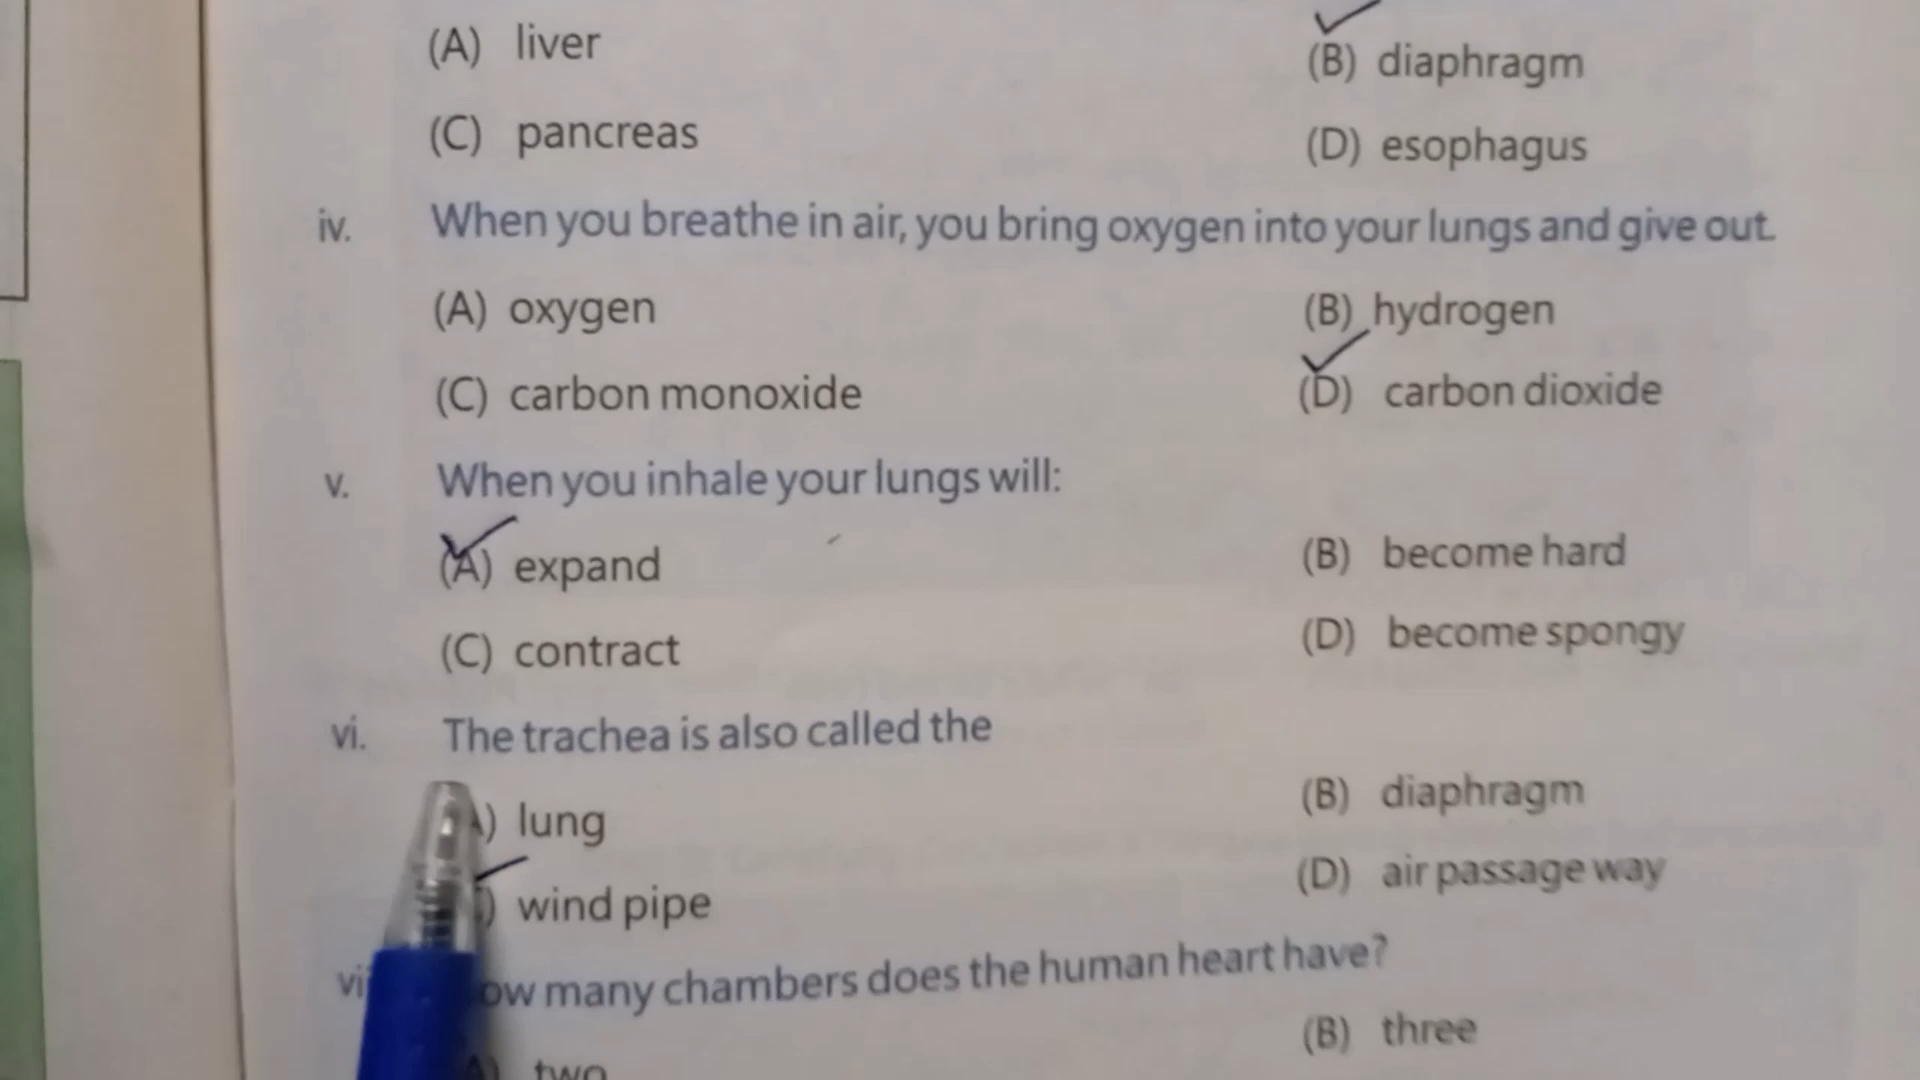 (A) liver
(B) diaphragm
(C) pancreas
(D) esophagus
iv. When you breathe in air, you bring oxygen into your lungs and give out.
(A) oxygen
(B) hydrogen
(C) carbon monoxide
(D) carbon dioxide
v. When you inhale your lungs will:
(A) expand
(B) become hard
(C) contract
(D) become spongy
vi. The trachea is also called the
) lung
(B) diaphragm
) wind pipe
(D) air passage way
vi ow many chambers does the human heart have?
(B) three
two